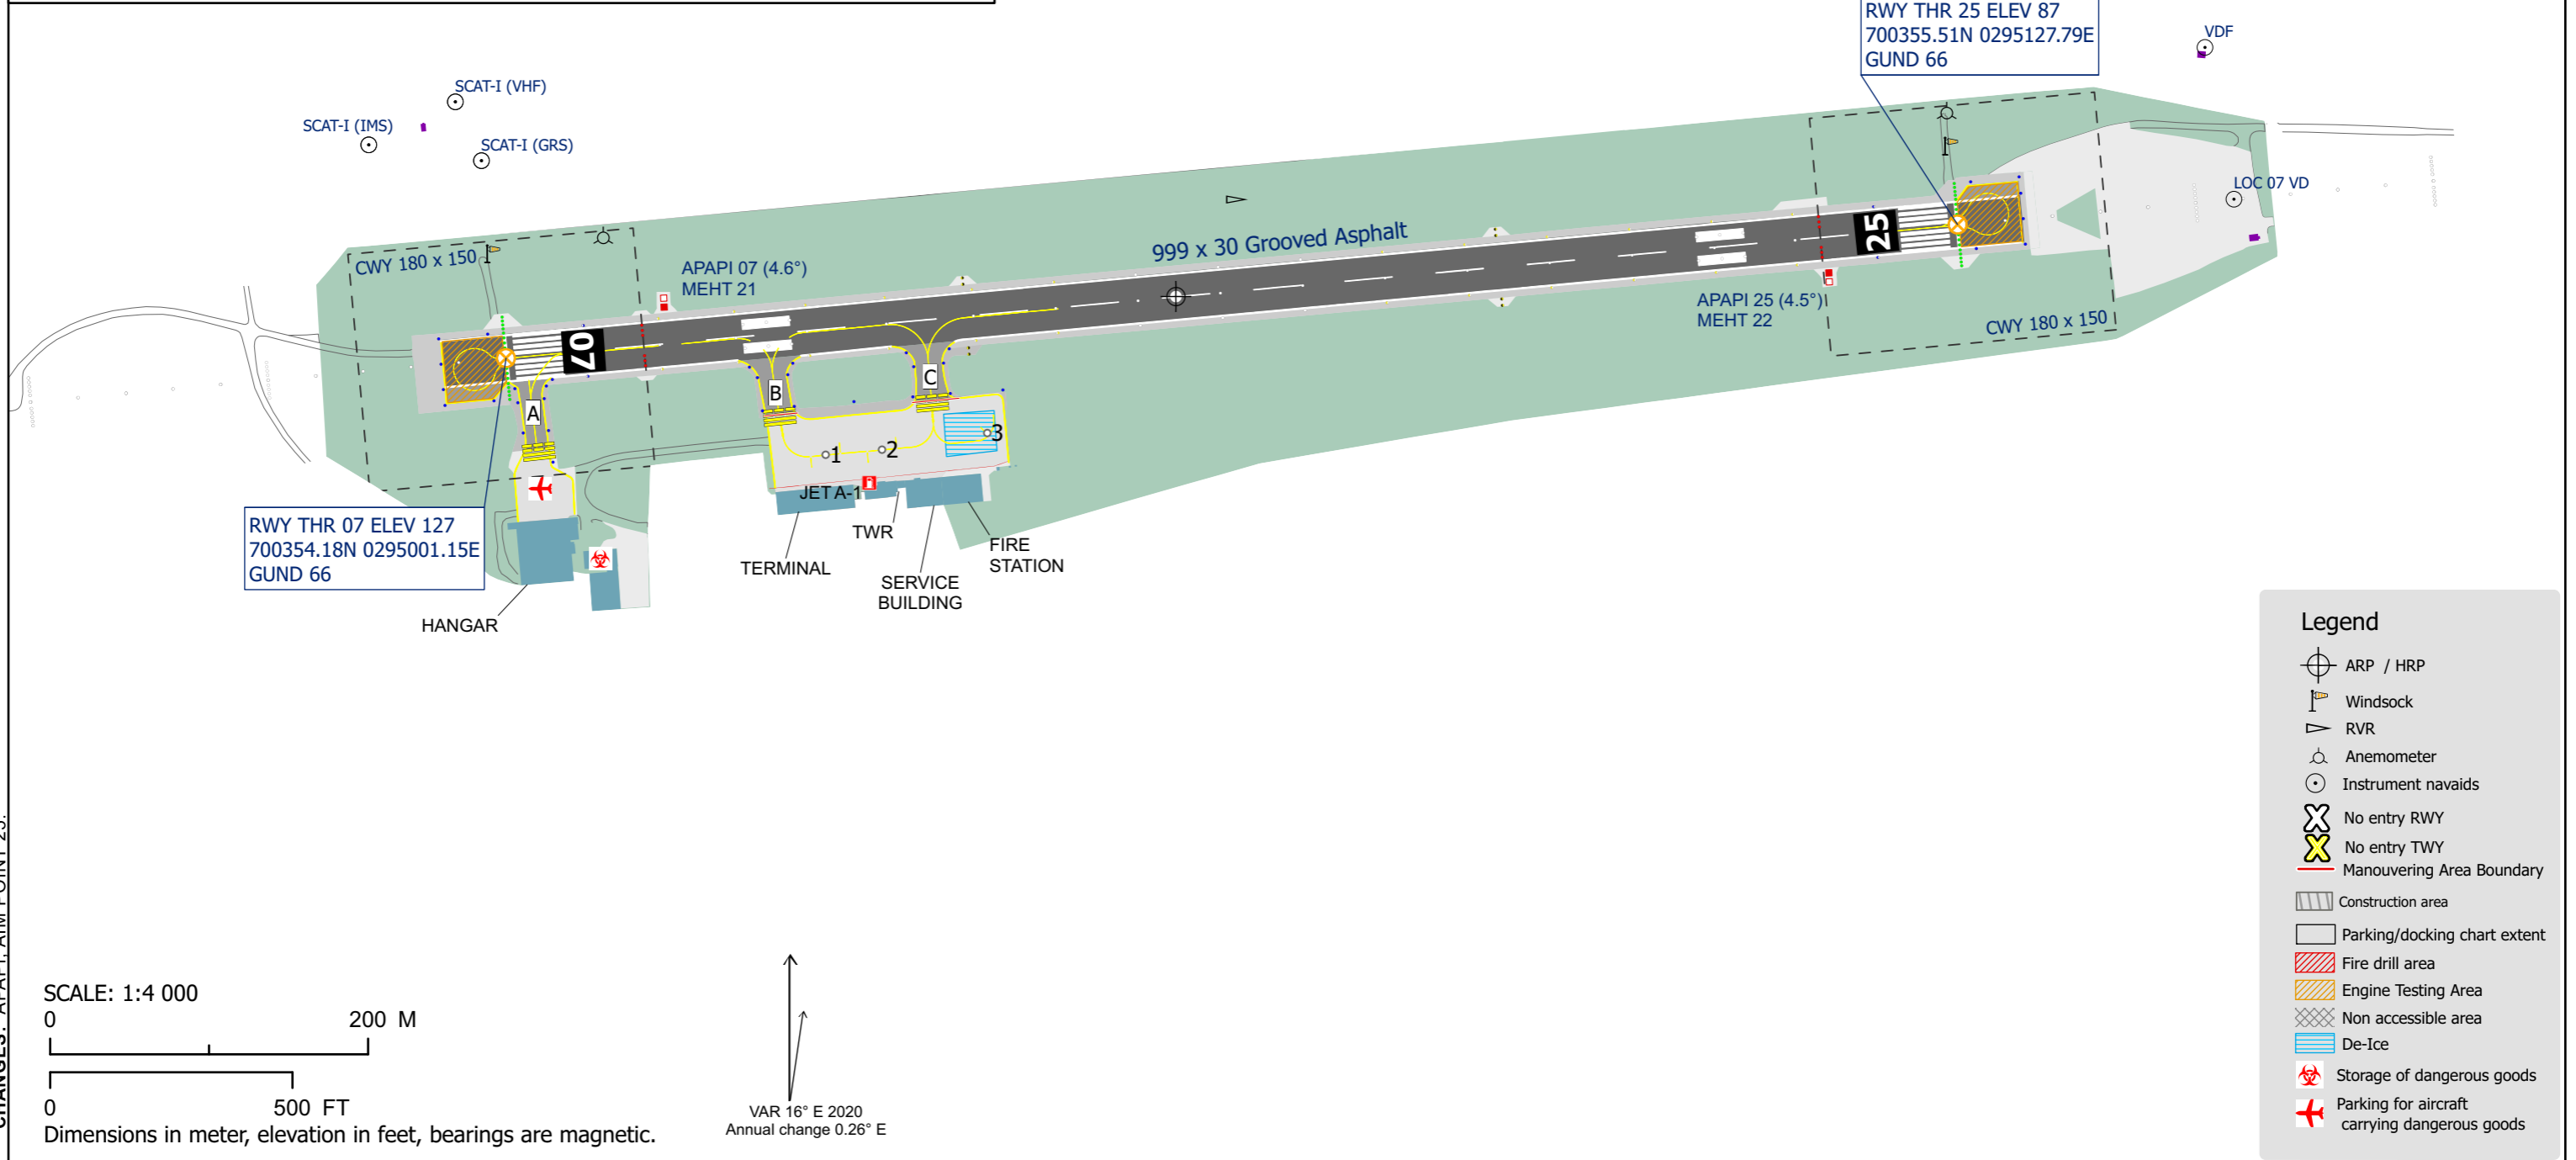 RWY THR 25 ELEV 87
700355.51N 0295127.79E
GUND 66
VDF
SCAT-I (VHF)
SCAT-I (IMS)
SCAT-I (GRS)
LOC 07 VD
CWY 180 x 150
APAPI 07 (4.6°)
MEHT 21
999 x 30 Grooved Asphalt
25
APAPI 25 (4.5°)
MEHT 22
CWY 180 x 150
07
A
B
C
1
2
3
JET A-1
RWY THR 07 ELEV 127
700354.18N 0295001.15E
GUND 66
TWR
TERMINAL
FIRE
STATION
SERVICE
BUILDING
HANGAR
Legend
ARP / HRP
Windsock
RVR
Anemometer
Instrument navaids
No entry RWY
No entry TWY
Manouvering Area Boundary
Construction area
Parking/docking chart extent
Fire drill area
Engine Testing Area
Non accessible area
De-Ice
Storage of dangerous goods
Parking for aircraft
carrying dangerous goods
SCALE: 1:4 000
0 200 M
0 500 FT
Dimensions in meter, elevation in feet, bearings are magnetic.
VAR 16° E 2020
Annual change 0.26° E